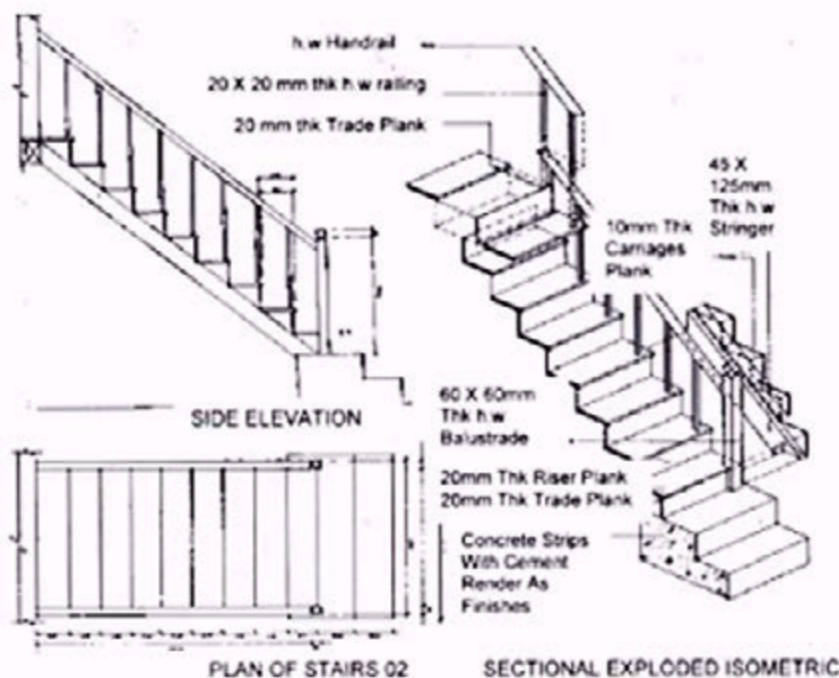 h.w Handrail
20 X 20 mm thk h.w ralling
20 mm thk Trade Plank
45 X
125mm
Thk h.w
Stringer
10mm Thk
Carriages
Plank
SIDE ELEVATION
60 X 60mm
Thk h.w
Balustrade
20mm Thk Riser Plank
20mm Thk Trade Plank
Concrete Strips
With Cement
Render As
Finishes
PLAN OF STAIRS 02
SECTIONAL EXPLODED ISOMETRIC